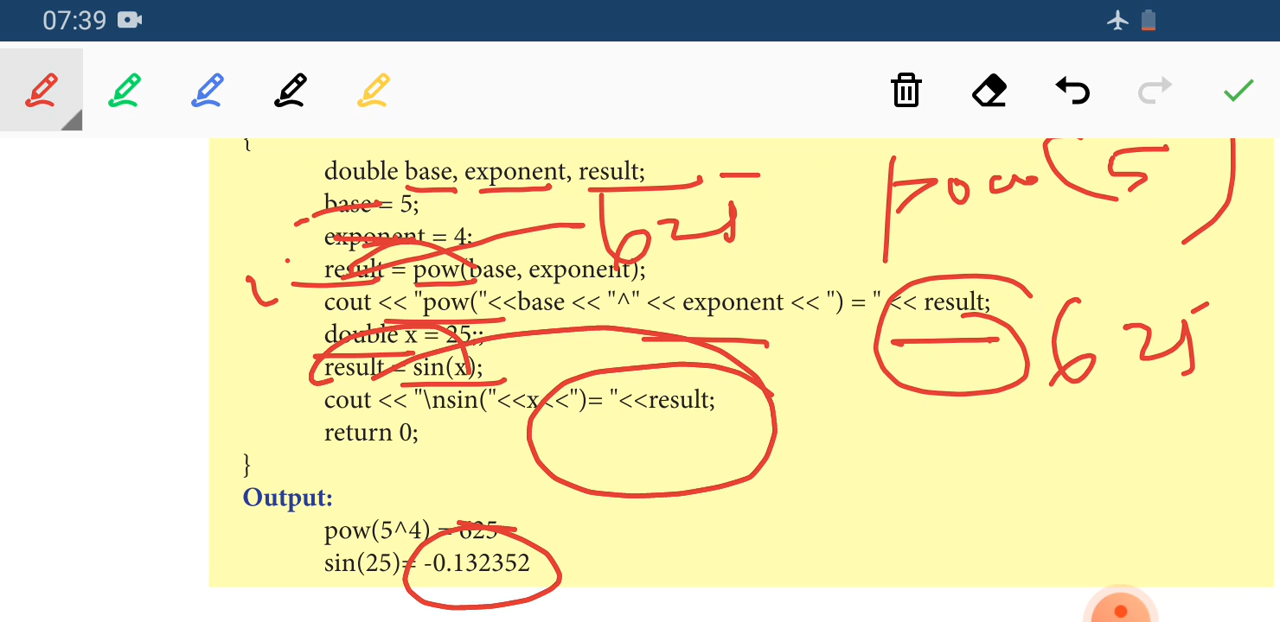 07:39
{
double base, exponent, result;
base = 5;
exponent = 4;
result = pow(base, exponent);
cout << "pow("<<base << "^" << exponent << ") = " << result;
double x = 25;;
result = sin(x);
cout << "\nsin("<<x<<")= "<<result;
return 0;
}
Output:
pow(5^4) = 625
sin(25)= -0.132352
pow(5)
625
625